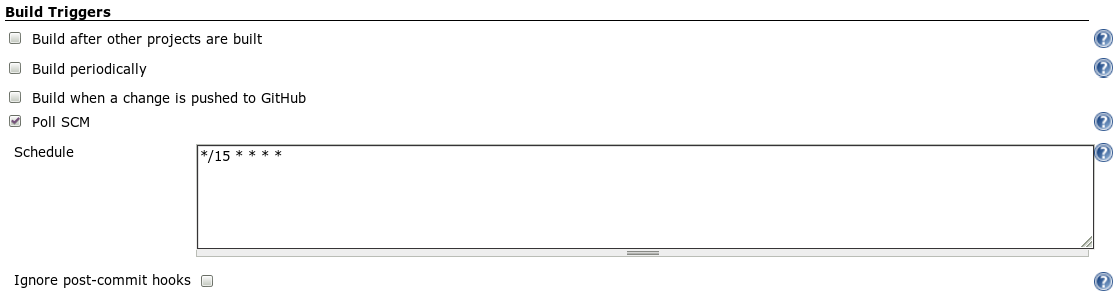 Build Triggers
Build after other projects are built
Build periodically
Build when a change is pushed to GitHub
Poll SCM
Schedule
*/15 * * * *
Ignore post-commit hooks